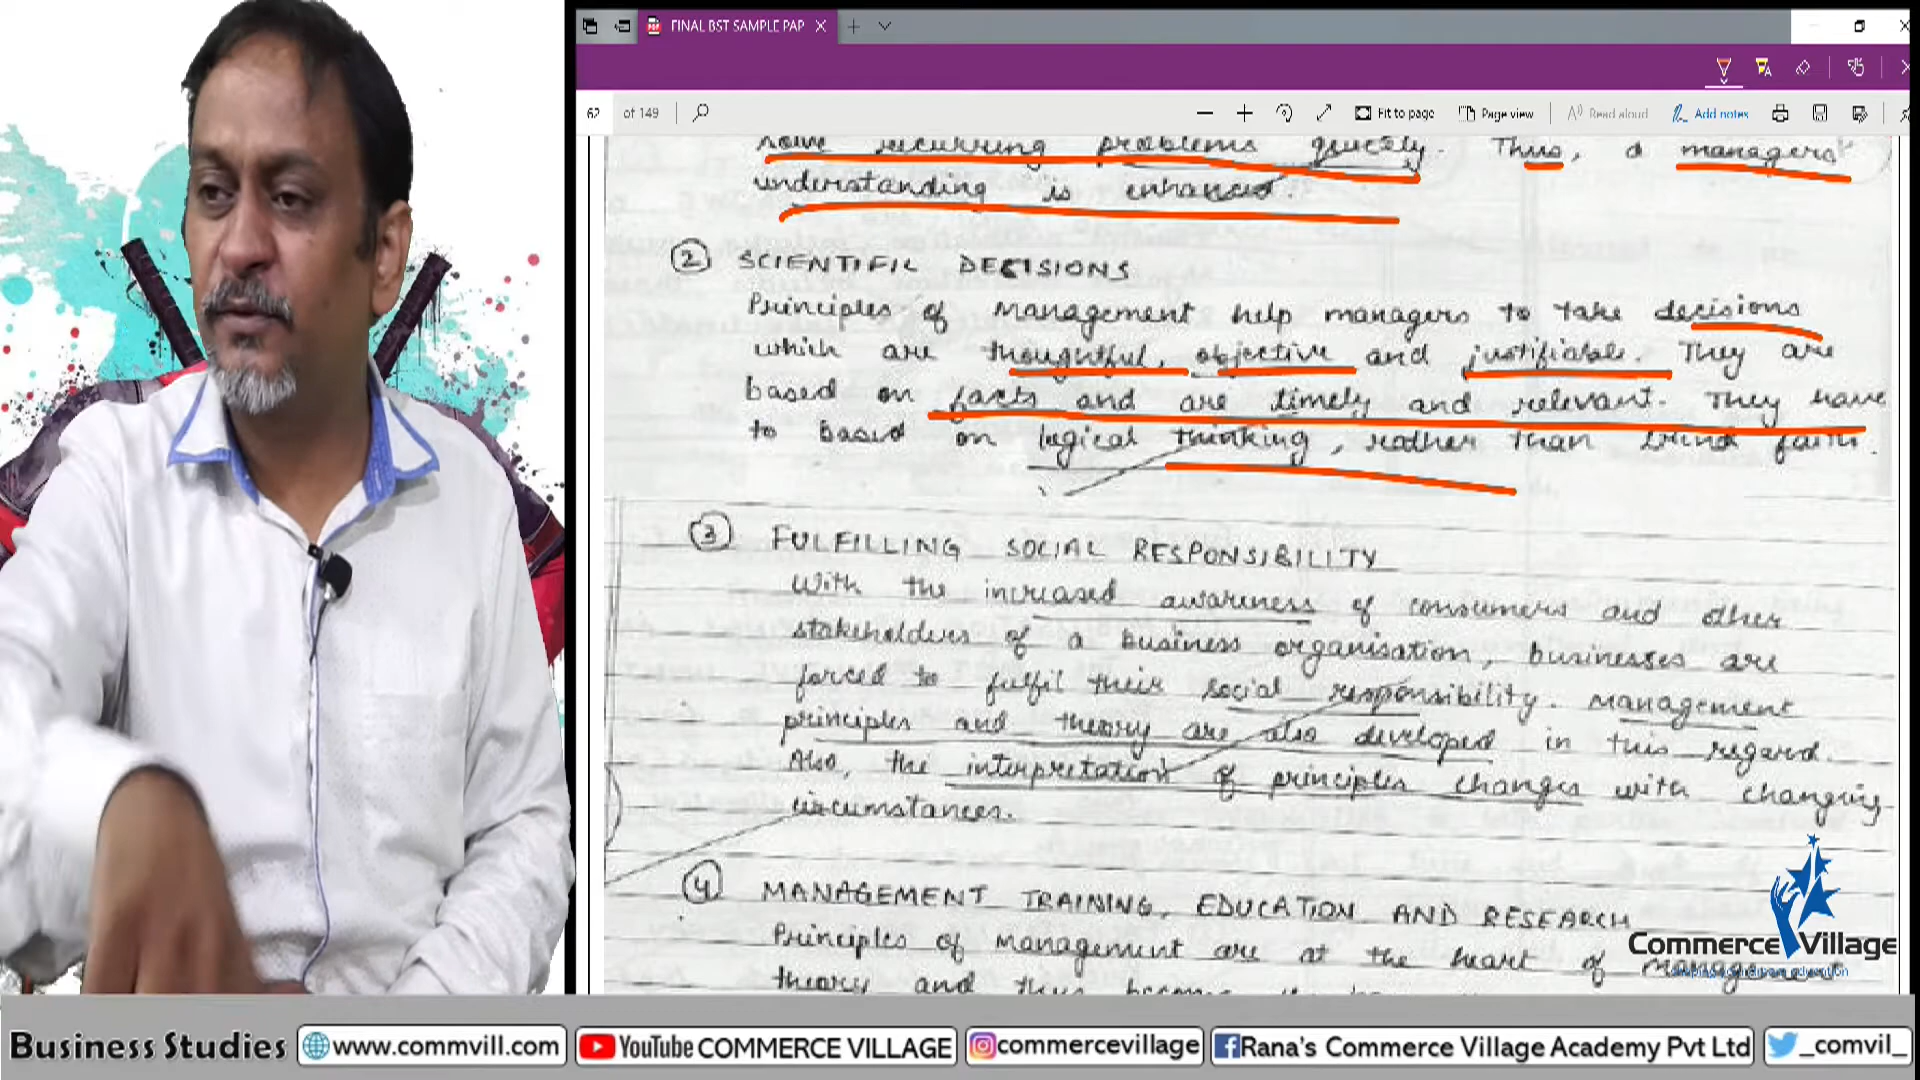 FINAL BST SAMPLE PAP
62 of 149
Fit to page
Page view
Read aloud
Add notes
recurring problems quickly. Thus, a managers
understanding is enhanced.
② SCIENTIFIC DECISIONS
Principles of management help managers to take decisions
which are thoughtful, objective and justifiable. They are
based on facts and are timely and relevant. They have
to based on logical thinking, rather than blind faith.
③ FULFILLING SOCIAL RESPONSIBILITY
With the increased awareness of consumers and other
stakeholders of a business organisation, businesses are
forced to fulfil their social responsibility. Management
principles and theory are also developed in this regard.
Also, the interpretation of principles changes with changing
circumstances.
④ MANAGEMENT TRAINING, EDUCATION AND RESEARCH
Principles of management are at the heart of management
theory and thus
Commerce Village
Business Studies
www.commvill.com
YouTube COMMERCE VILLAGE
commercevillage
Rana's Commerce Village Academy Pvt Ltd
_comvil_